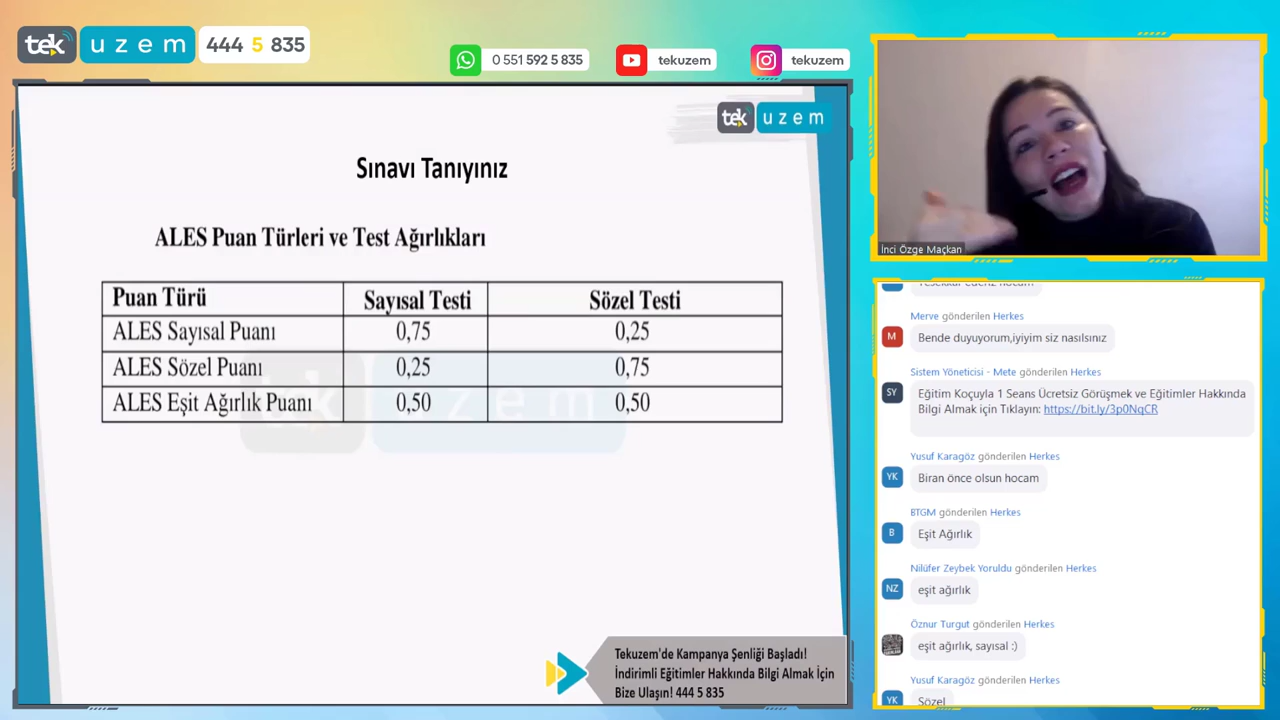 tek uzem 444 5 835
0 551 592 5 835
tekuzem
tekuzem
tek uzem
Sınavı Tanıyınız
ALES Puan Türleri ve Test Ağırlıkları
Puan Türü Sayısal Testi Sözel Testi
ALES Sayısal Puanı 0,75 0,25
ALES Sözel Puanı 0,25 0,75
ALES Eşit Ağırlık Puanı 0,50 0,50
Tekuzem'de Kampanya Şenliği Başladı!
İndirimli Eğitimler Hakkında Bilgi Almak İçin
Bize Ulaşın! 444 5 835
İnci Özge Maçkan
Merve gönderilen Herkes
M
Bende duyuyorum,iyiyim siz nasılsınız
Sistem Yöneticisi - Mete gönderilen Herkes
SY
Eğitim Koçuyla 1 Seans Ücretsiz Görüşmek ve Eğitimler Hakkında
Bilgi Almak için Tıklayın: https://bit.ly/3p0NqCR
Yusuf Karagöz gönderilen Herkes
YK
Biran önce olsun hocam
BTGM gönderilen Herkes
B
Eşit Ağırlık
Nilüfer Zeybek Yoruldu gönderilen Herkes
NZ
eşit ağırlık
Öznur Turgut gönderilen Herkes
eşit ağırlık, sayısal :)
Yusuf Karagöz gönderilen Herkes
YK
Sözel